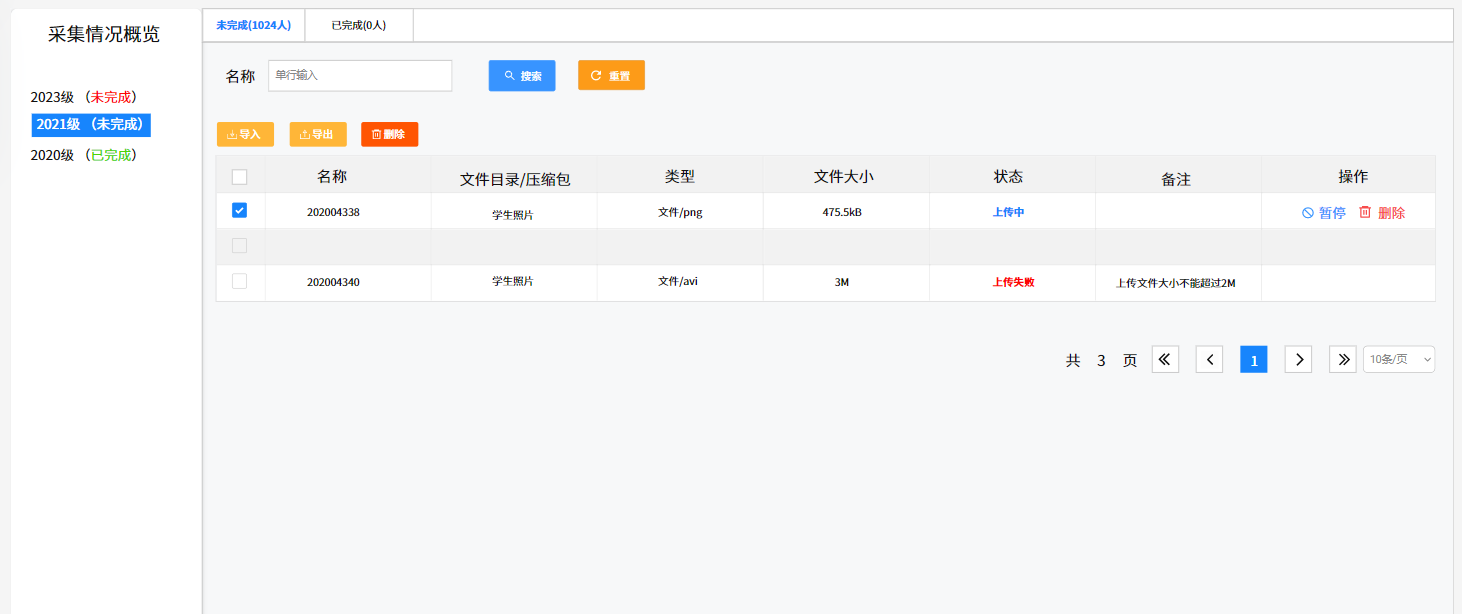 采集情况概览
2023级 （未完成）
2021级 （未完成）
2020级 （已完成）
未完成(1024人) 已完成(0人)
名称 单行输入 搜索 重置
导入 导出 删除
名称 文件目录/压缩包 类型 文件大小 状态 备注 操作
202004338 学生照片 文件/png 475.5kB 上传中 暂停 删除
202004340 学生照片 文件/avi 3M 上传失败 上传文件大小不能超过2M
共 3 页 1 10条/页